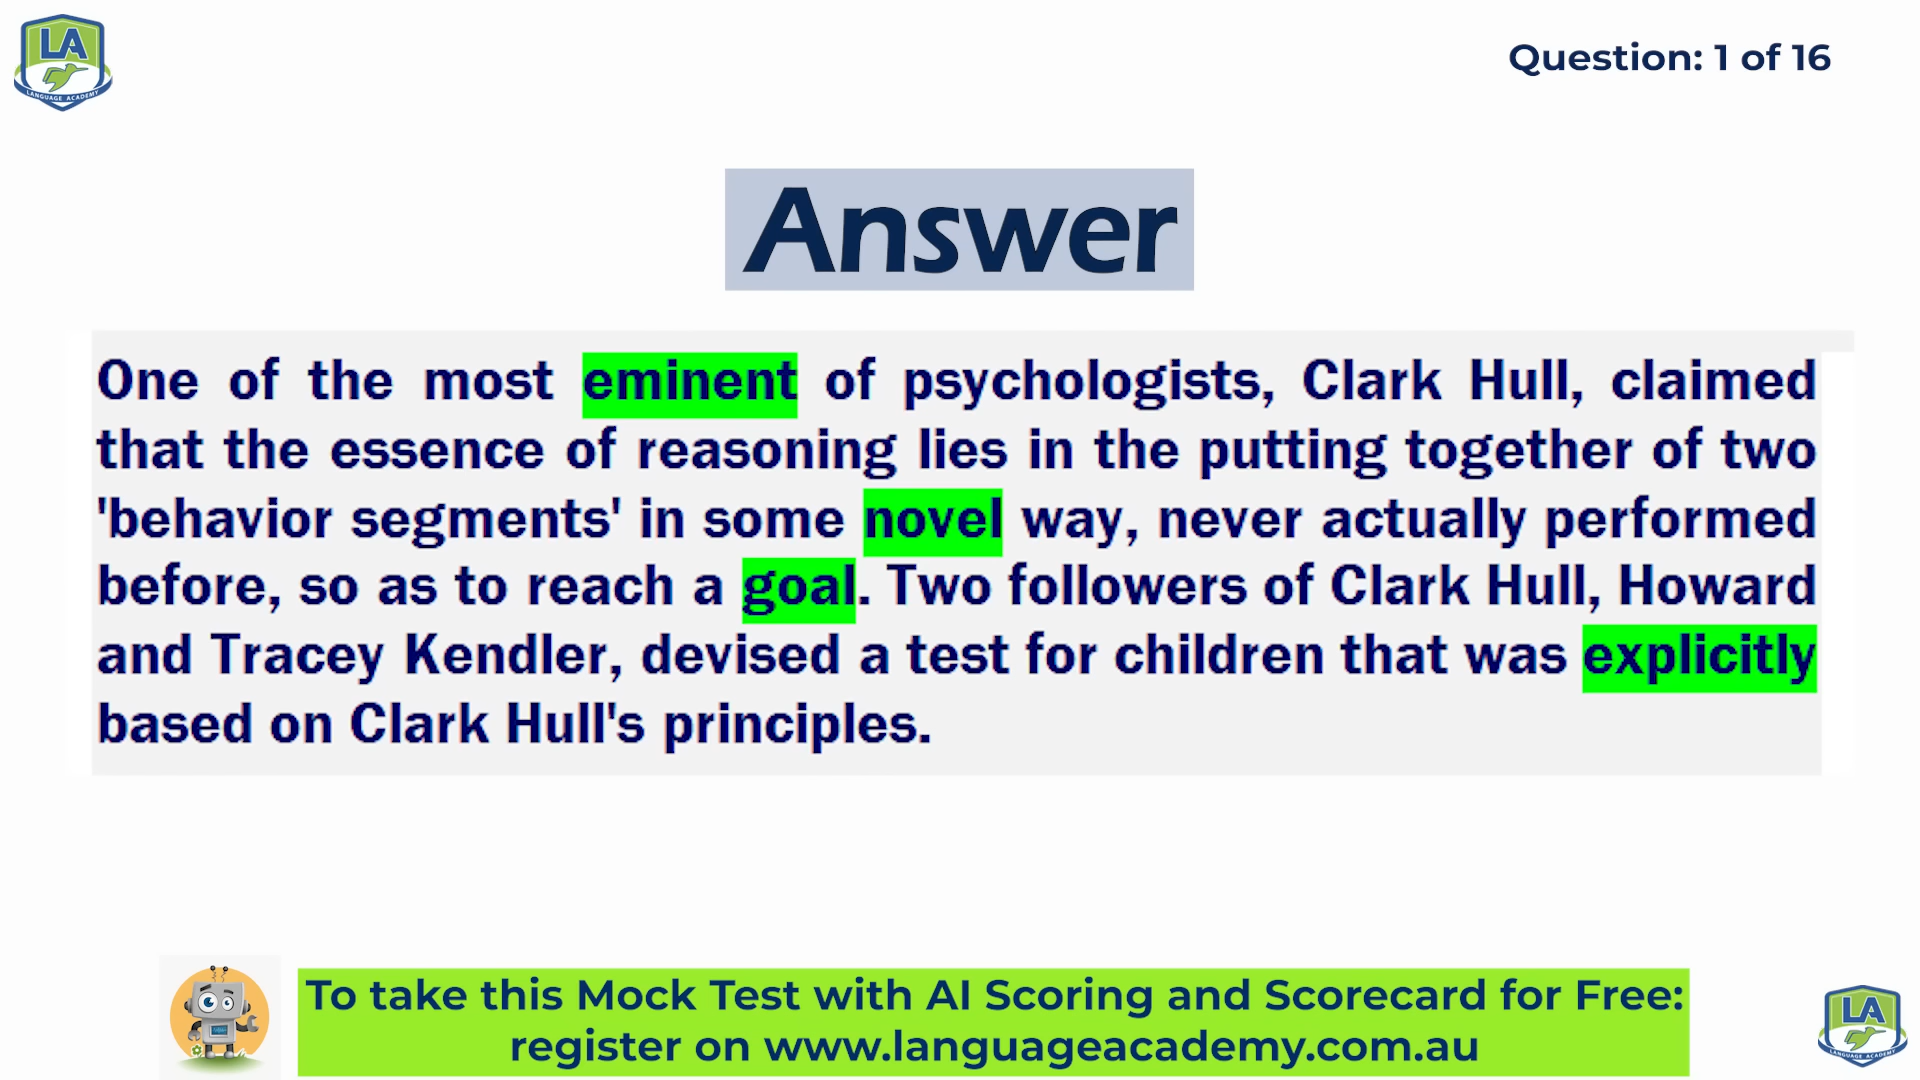 LA
LANGUAGE ACADEMY
Question: 1 of 16
Answer
One of the most eminent of psychologists, Clark Hull, claimed
that the essence of reasoning lies in the putting together of two
'behavior segments' in some novel way, never actually performed
before, so as to reach a goal. Two followers of Clark Hull, Howard
and Tracey Kendler, devised a test for children that was explicitly
based on Clark Hull's principles.
To take this Mock Test with AI Scoring and Scorecard for Free:
register on www.languageacademy.com.au
LA
LANGUAGE ACADEMY